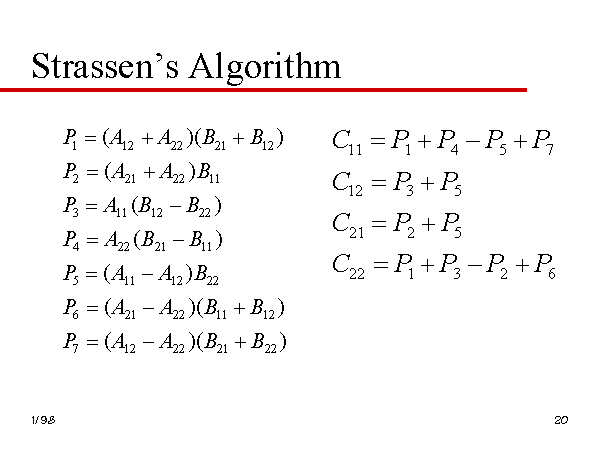 Strassen's Algorithm
P₁ = (A₁₂ + A₂₂)(B₂₁ + B₁₂)
P₂ = (A₂₁ + A₂₂)B₁₁
P₃ = A₁₁(B₁₂ − B₂₂)
P₄ = A₂₂(B₂₁ − B₁₁)
P₅ = (A₁₁ − A₁₂)B₂₂
P₆ = (A₂₁ − A₂₂)(B₁₁ + B₁₂)
P₇ = (A₁₂ − A₂₂)(B₂₁ + B₂₂)
C₁₁ = P₁ + P₄ − P₅ + P₇
C₁₂ = P₃ + P₅
C₂₁ = P₂ + P₅
C₂₂ = P₁ + P₃ − P₂ + P₆
1/98
20